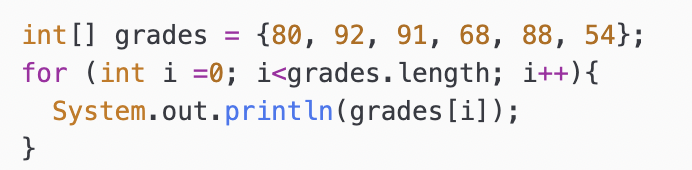 int[] grades = {80, 92, 91, 68, 88, 54};
for (int i =0; i<grades.length; i++){
  System.out.println(grades[i]);
}